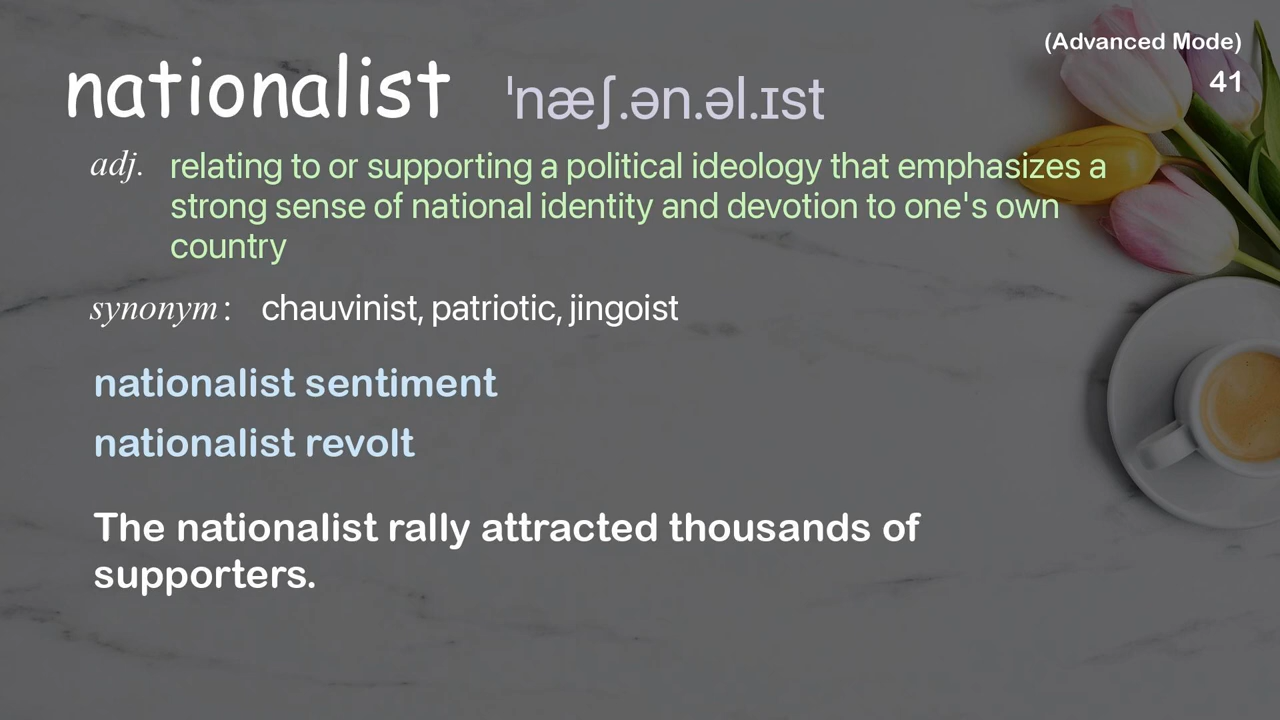 (Advanced Mode)
41
nationalist ˈnæʃ.ən.əl.ɪst
adj. relating to or supporting a political ideology that emphasizes a
strong sense of national identity and devotion to one's own
country
synonym: chauvinist, patriotic, jingoist
nationalist sentiment
nationalist revolt
The nationalist rally attracted thousands of
supporters.